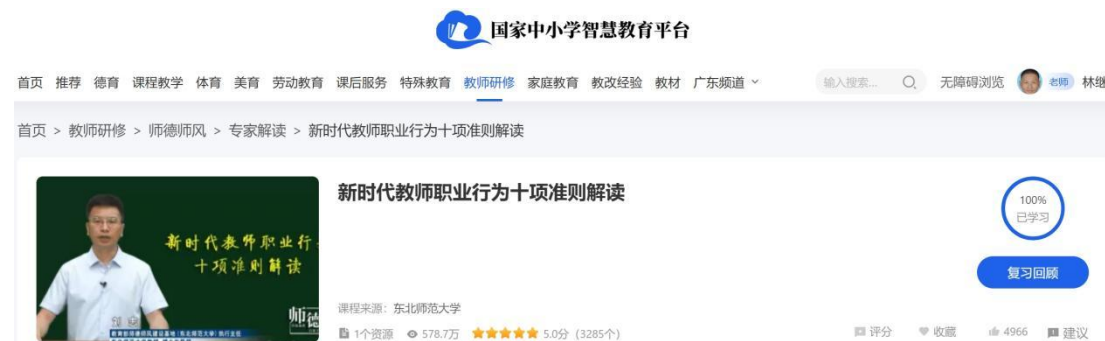 国家中小学智慧教育平台
首页 推荐 德育 课程教学 体育 美育 劳动教育 课后服务 特殊教育 教师研修 家庭教育 教改经验 教材 广东频道 输入搜索... 无障碍浏览 老师 林继
首页 > 教师研修 > 师德师风 > 专家解读 > 新时代教师职业行为十项准则解读
新时代教师职业行为十项准则解读
100%
已学习
新时代教师职业行
十项准则解读
复习回顾
课程来源：东北师范大学
师德
1个资源 578.7万 5.0分（3285个） 评分 收藏 4966 建议